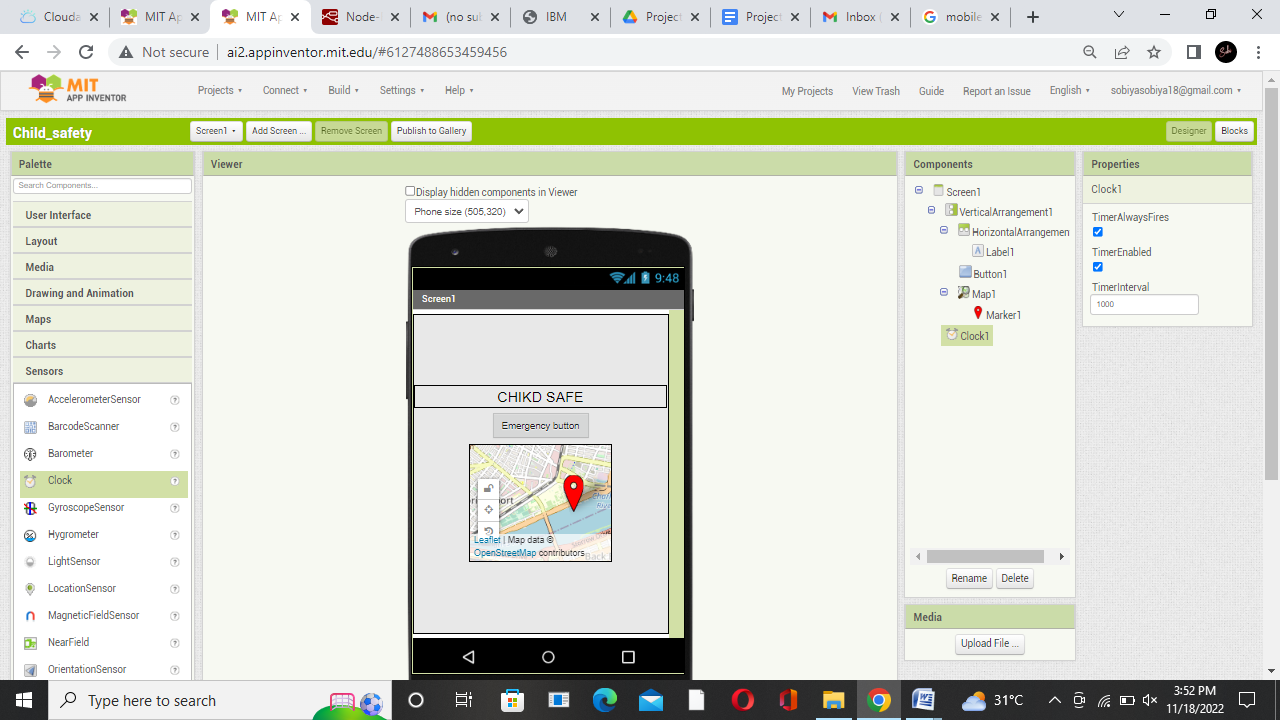 Clouda
MIT Ap
MIT Ap
Node-
(no sub
IBM
Project
Project
Inbox (
mobile
Not secure
ai2.appinventor.mit.edu/#6127488653459456
MIT
APP INVENTOR
Projects
Connect
Build
Settings
Help
My Projects
View Trash
Guide
Report an Issue
English
sobiyasobiya18@gmail.com
Child_safety
Screen1
Add Screen ...
Remove Screen
Publish to Gallery
Designer
Blocks
Palette
Search Components...
User Interface
Layout
Media
Drawing and Animation
Maps
Charts
Sensors
AccelerometerSensor
BarcodeScanner
Barometer
Clock
GyroscopeSensor
Hygrometer
LightSensor
LocationSensor
MagneticFieldSensor
NearField
OrientationSensor
Viewer
Display hidden components in Viewer
Phone size (505,320)
9:48
Screen1
CHIKD SAFE
Emergency button
Leaflet | Map data ©
OpenStreetMap contributors
Components
Screen1
VerticalArrangement1
HorizontalArrangemen
Label1
Button1
Map1
Marker1
Clock1
Rename
Delete
Media
Upload File ...
Properties
Clock1
TimerAlwaysFires
TimerEnabled
TimerInterval
1000
Type here to search
31°C
3:52 PM
11/18/2022